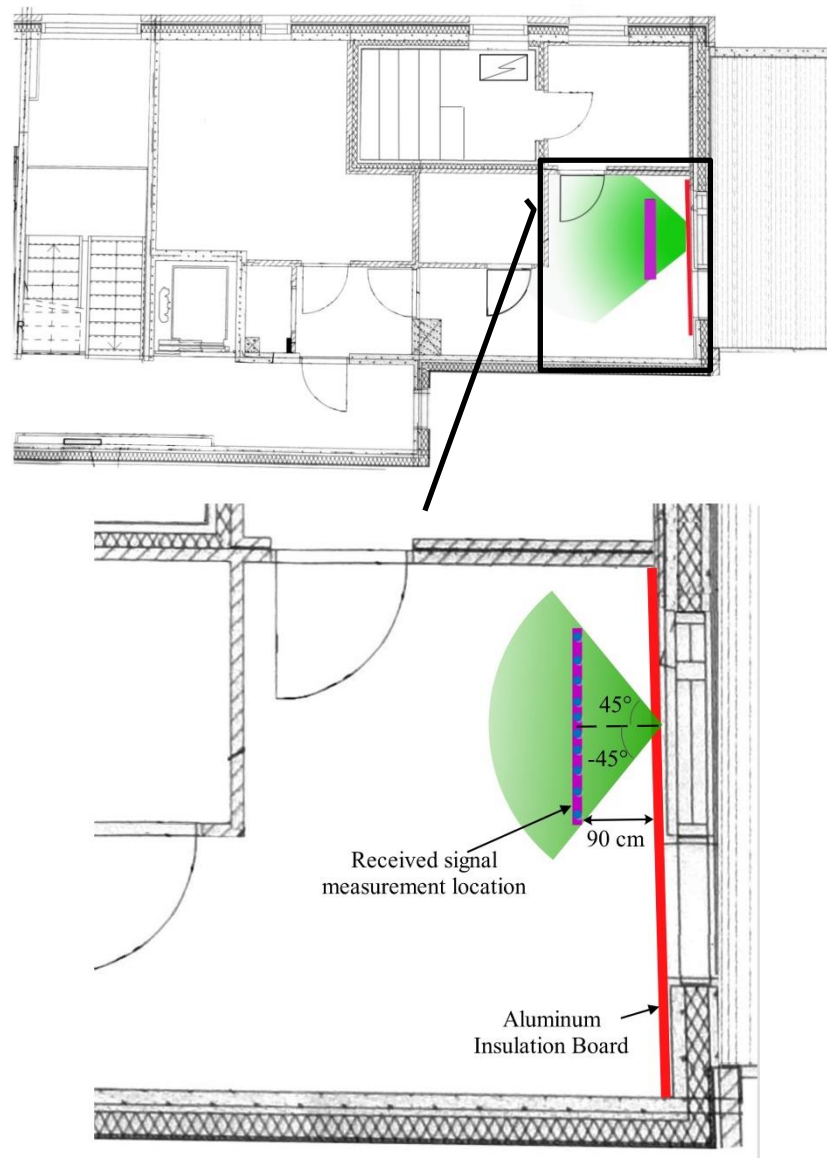 45°
-45°
90 cm
Received signal
measurement location
Aluminum
Insulation Board